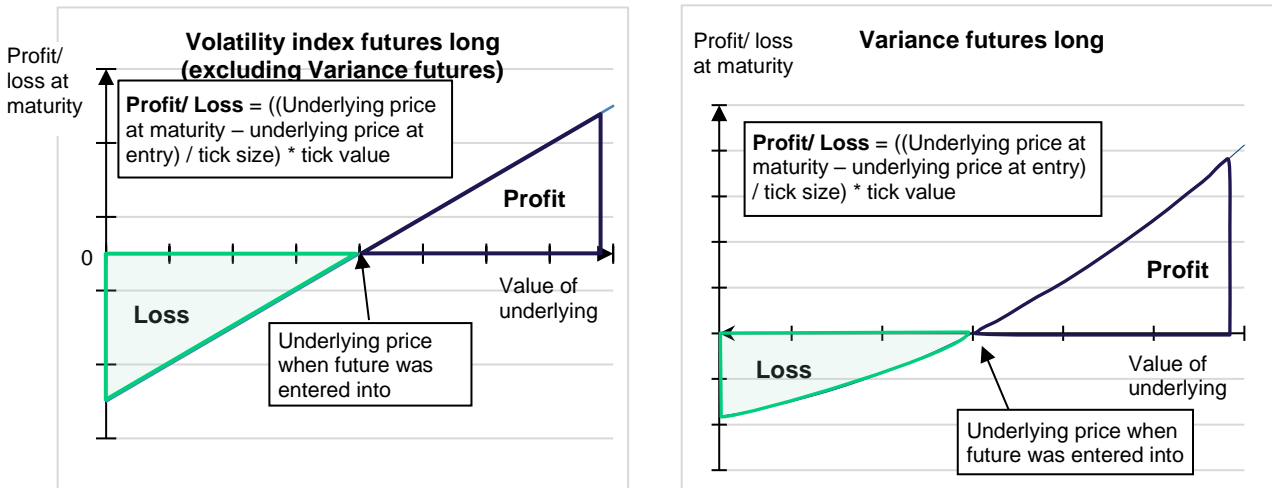 Profit/
loss at
maturity
Volatility index futures long
(excluding Variance futures)
Profit/ Loss = ((Underlying price
at maturity – underlying price at
entry) / tick size) * tick value
Profit
0
Value of
underlying
Loss
Underlying price
when future was
entered into
Profit/ loss
at maturity
Variance futures long
Profit/ Loss = ((Underlying price at
maturity – underlying price at entry)
/ tick size) * tick value
Profit
Loss
Value of
underlying
Underlying price when
future was entered into